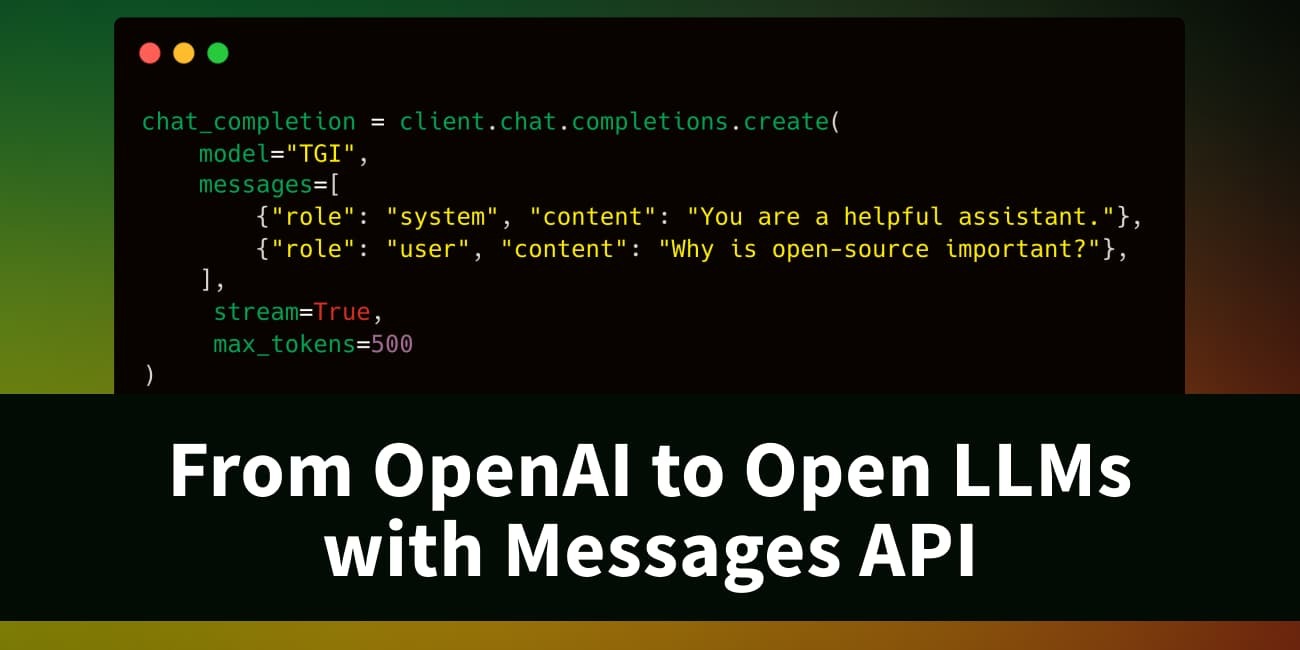 chat_completion = client.chat.completions.create(
    model="TGI",
    messages=[
        {"role": "system", "content": "You are a helpful assistant."},
        {"role": "user", "content": "Why is open-source important?"},
    ],
     stream=True,
     max_tokens=500
)
From OpenAI to Open LLMs
with Messages API